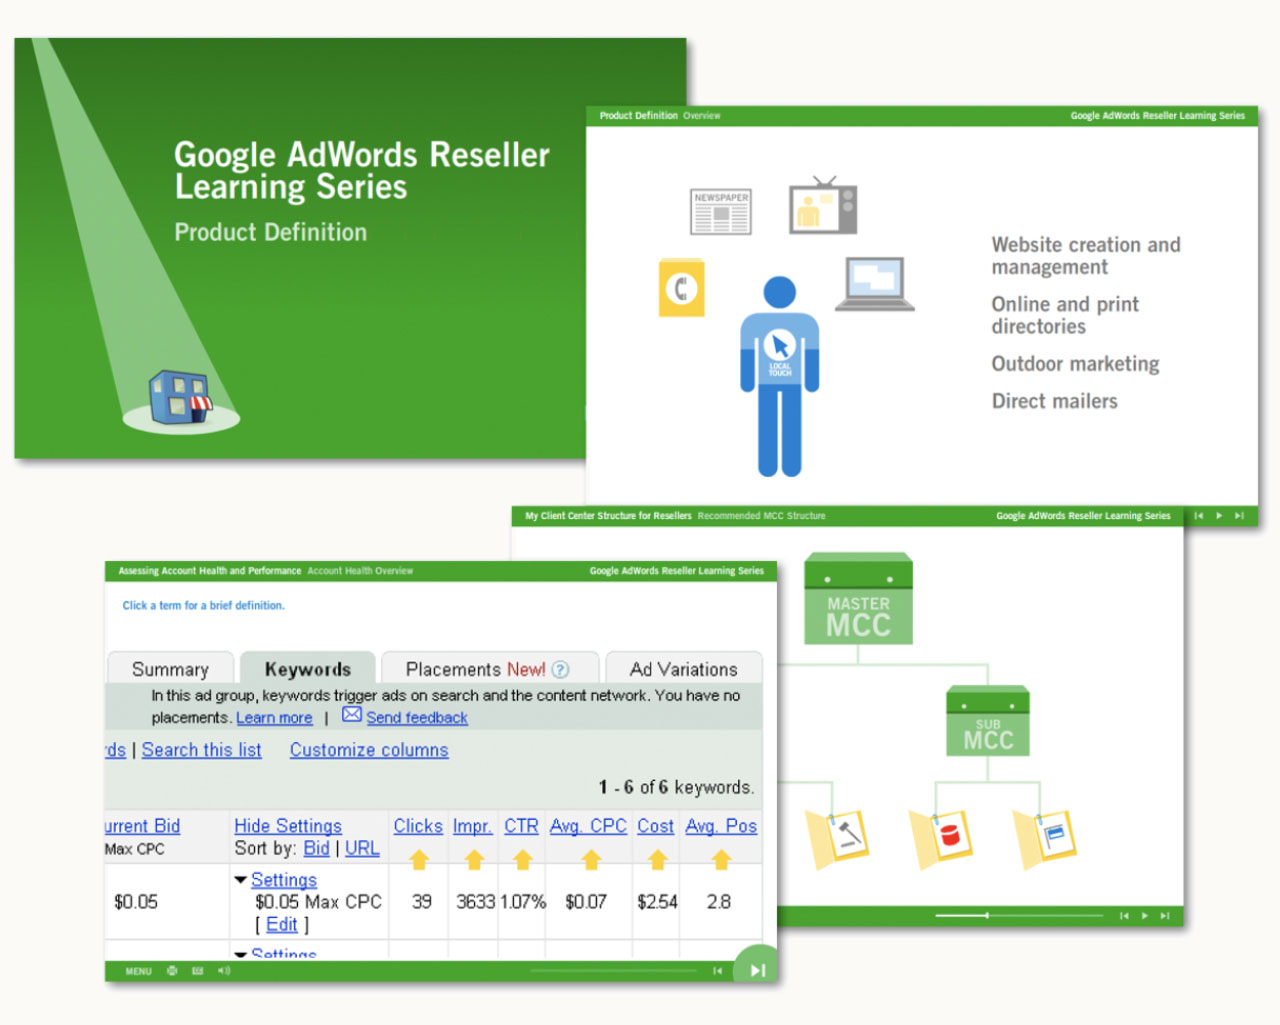 Google AdWords Reseller
Learning Series
Product Definition
Product Definition Overview
Google AdWords Reseller Learning Series
NEWSPAPER
LOCAL
TOUCH
Website creation and
management
Online and print
directories
Outdoor marketing
Direct mailers
My Client Center Structure for Resellers Recommended MCC Structure
Google AdWords Reseller Learning Series
MASTER
MCC
SUB
MCC
Assessing Account Health and Performance Account Health Overview
Google AdWords Reseller Learning Series
Click a term for a brief definition.
Summary
Keywords
Placements New! ?
Ad Variations
In this ad group, keywords trigger ads on search and the content network. You have no
placements. Learn more | Send feedback
rds | Search this list Customize columns
1 - 6 of 6 keywords.
urrent Bid
Max CPC
Hide Settings
Sort by: Bid | URL
Clicks
Impr.
CTR
Avg. CPC
Cost
Avg. Pos
$0.05
Settings
$0.05 Max CPC
[ Edit ]
39
3633
1.07%
$0.07
$2.54
2.8
Settings
MENU